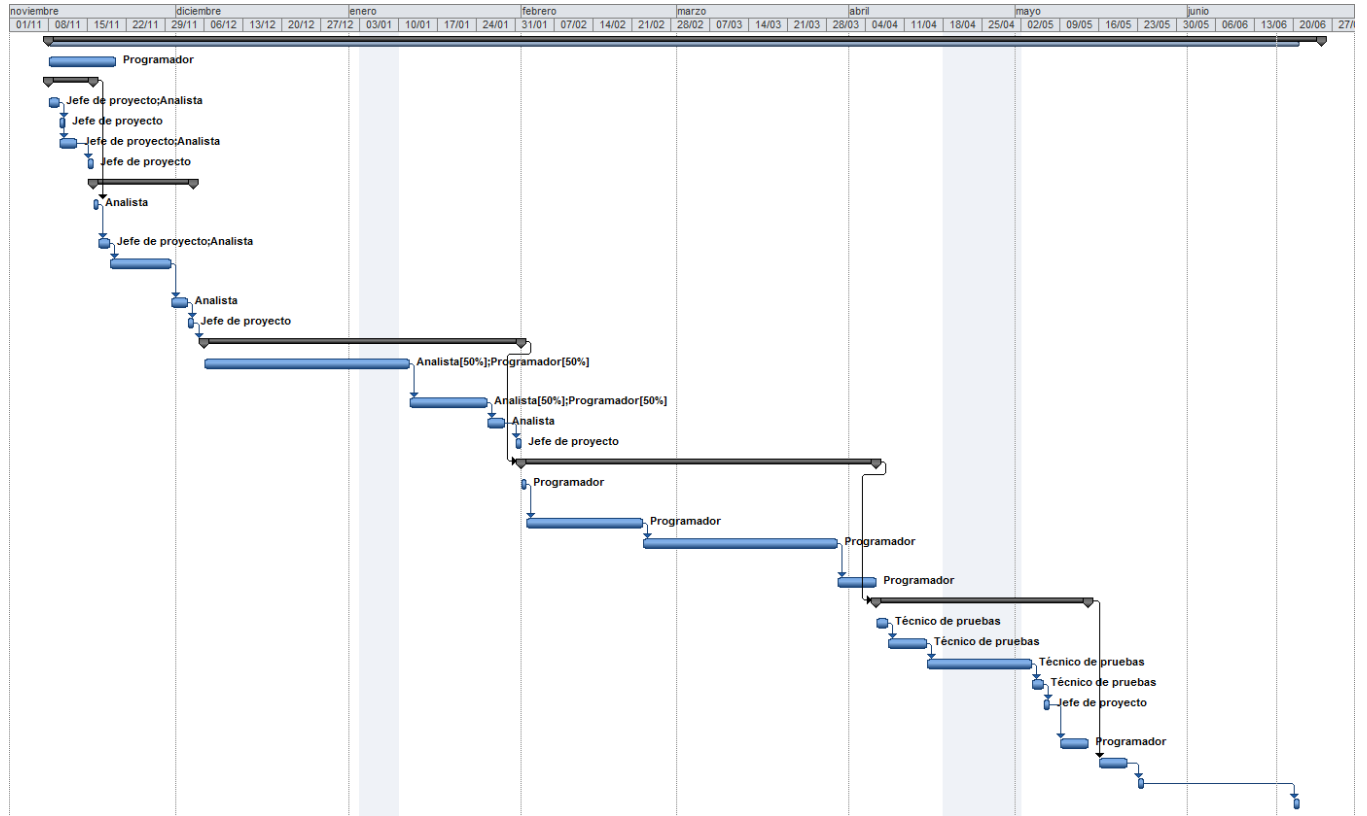 noviembre diciembre enero febrero marzo abril mayo junio
01/11 08/11 15/11 22/11 29/11 06/12 13/12 20/12 27/12 03/01 10/01 17/01 24/01 31/01 07/02 14/02 21/02 28/02 07/03 14/03 21/03 28/03 04/04 11/04 18/04 25/04 02/05 09/05 16/05 23/05 30/05 06/06 13/06 20/06 27/0
Programador
Jefe de proyecto;Analista
Jefe de proyecto
Jefe de proyecto;Analista
Jefe de proyecto
Analista
Jefe de proyecto;Analista
Analista
Jefe de proyecto
Analista[50%];Programador[50%]
Analista[50%];Programador[50%]
Analista
Jefe de proyecto
Programador
Programador
Programador
Programador
Técnico de pruebas
Técnico de pruebas
Técnico de pruebas
Técnico de pruebas
Jefe de proyecto
Programador